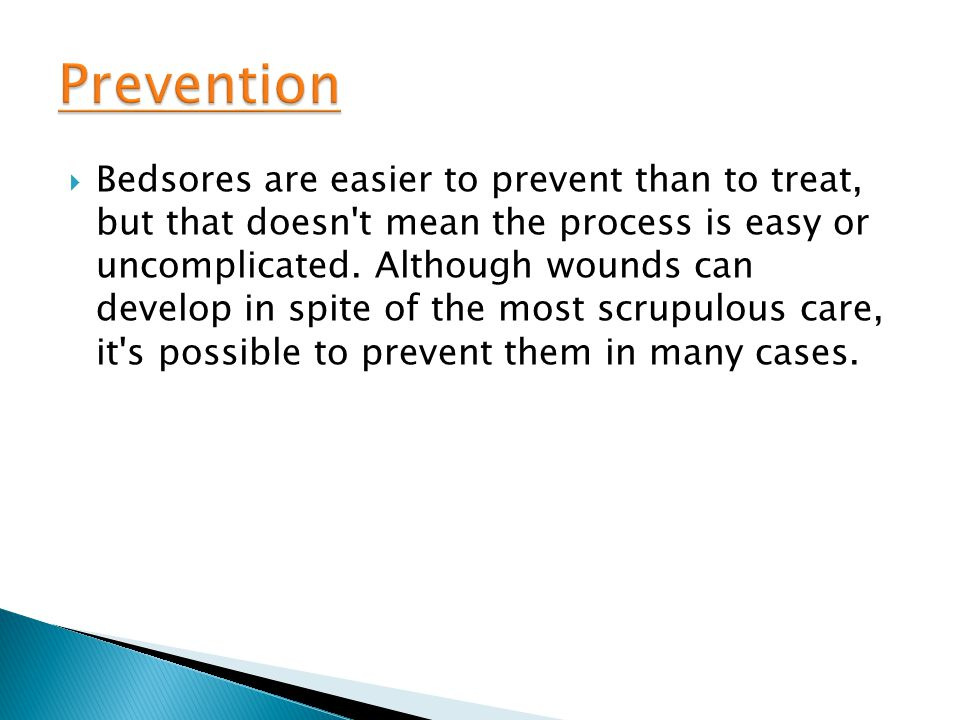 Prevention
Bedsores are easier to prevent than to treat,
but that doesn't mean the process is easy or
uncomplicated. Although wounds can
develop in spite of the most scrupulous care,
it's possible to prevent them in many cases.